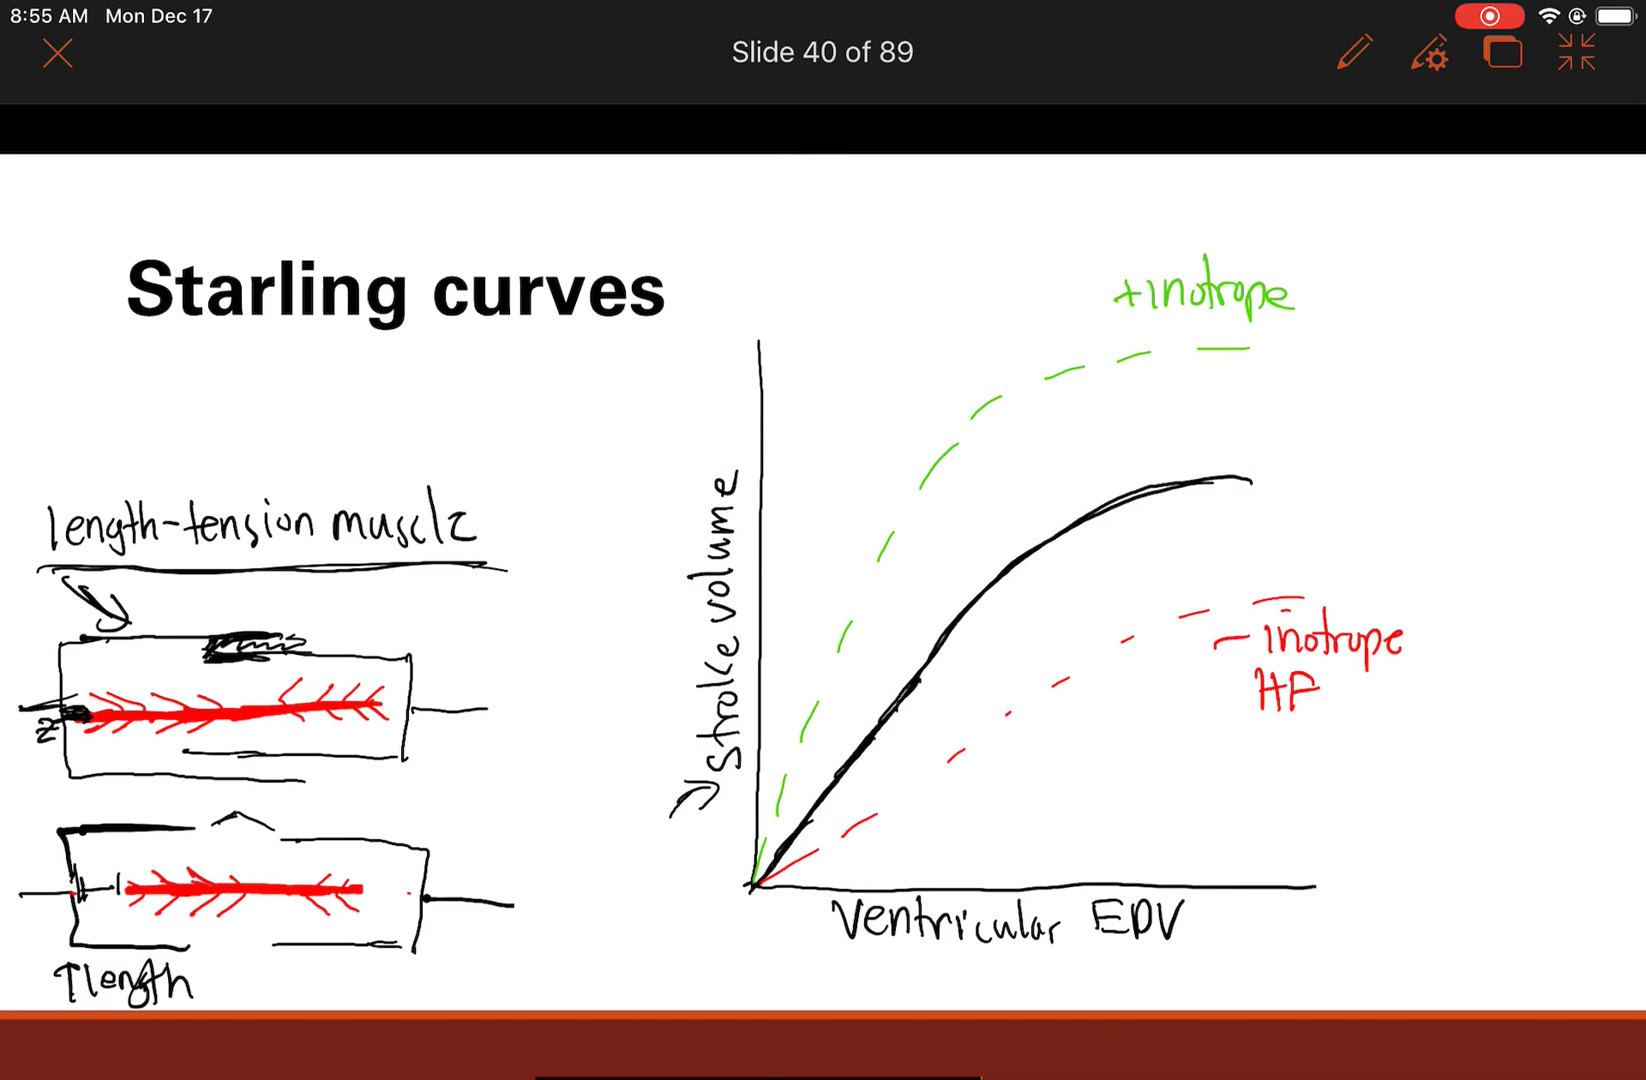 8:55 AM Mon Dec 17
Slide 40 of 89
Starling curves
+inotrope
length-tension muscle
Stroke volume
- inotrope
HF
z
Ventricular EDV
↑length